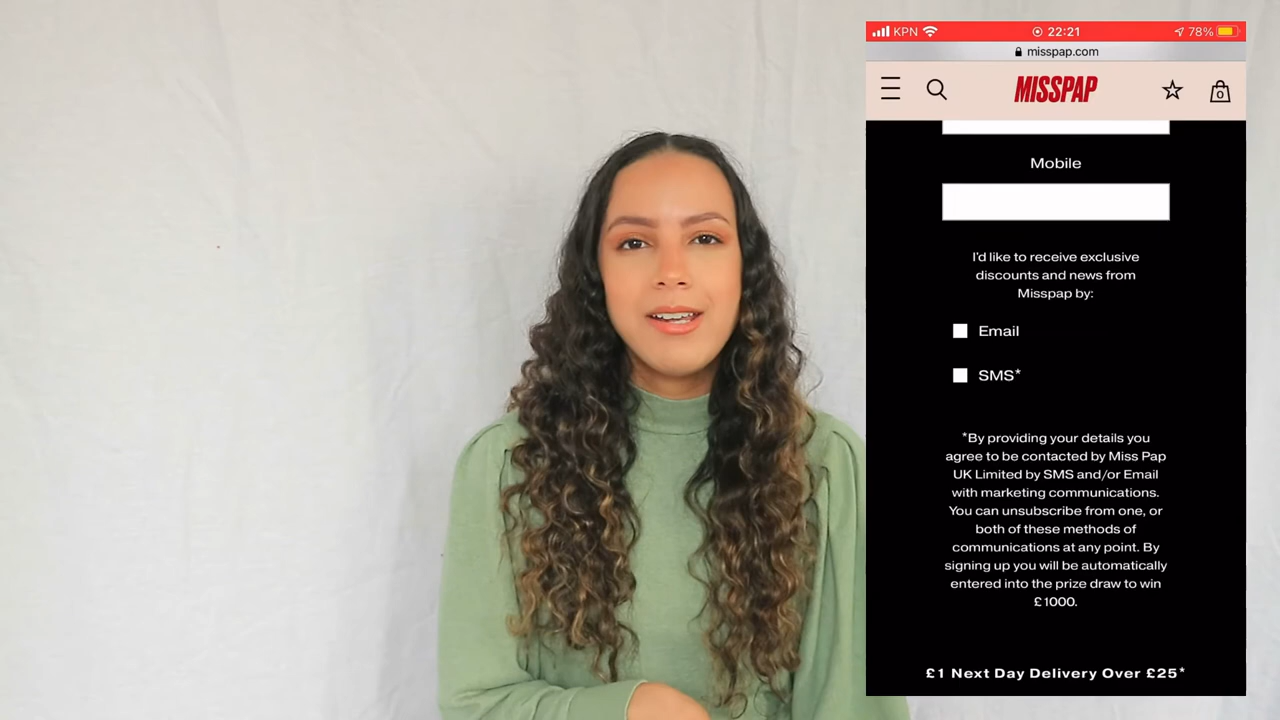 KPN 22:21 78%
misspap.com
MISSPAP 0
Mobile
I'd like to receive exclusive
discounts and news from
Misspap by:
Email
SMS*
*By providing your details you
agree to be contacted by Miss Pap
UK Limited by SMS and/or Email
with marketing communications.
You can unsubscribe from one, or
both of these methods of
communications at any point. By
signing up you will be automatically
entered into the prize draw to win
£1000.
£1 Next Day Delivery Over £25*